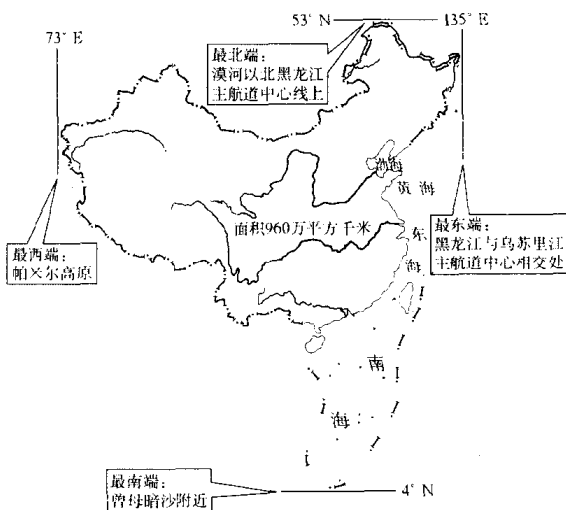 53° N
135° E
73° E
最北端：
漠河以北黑龙江
主航道中心线上
渤海
黄海
面积960万平方千米
东海
最东端：
黑龙江与乌苏里江
主航道中心相交处
最西端：
帕米尔高原
南海
最南端：
曾母暗沙附近
4° N